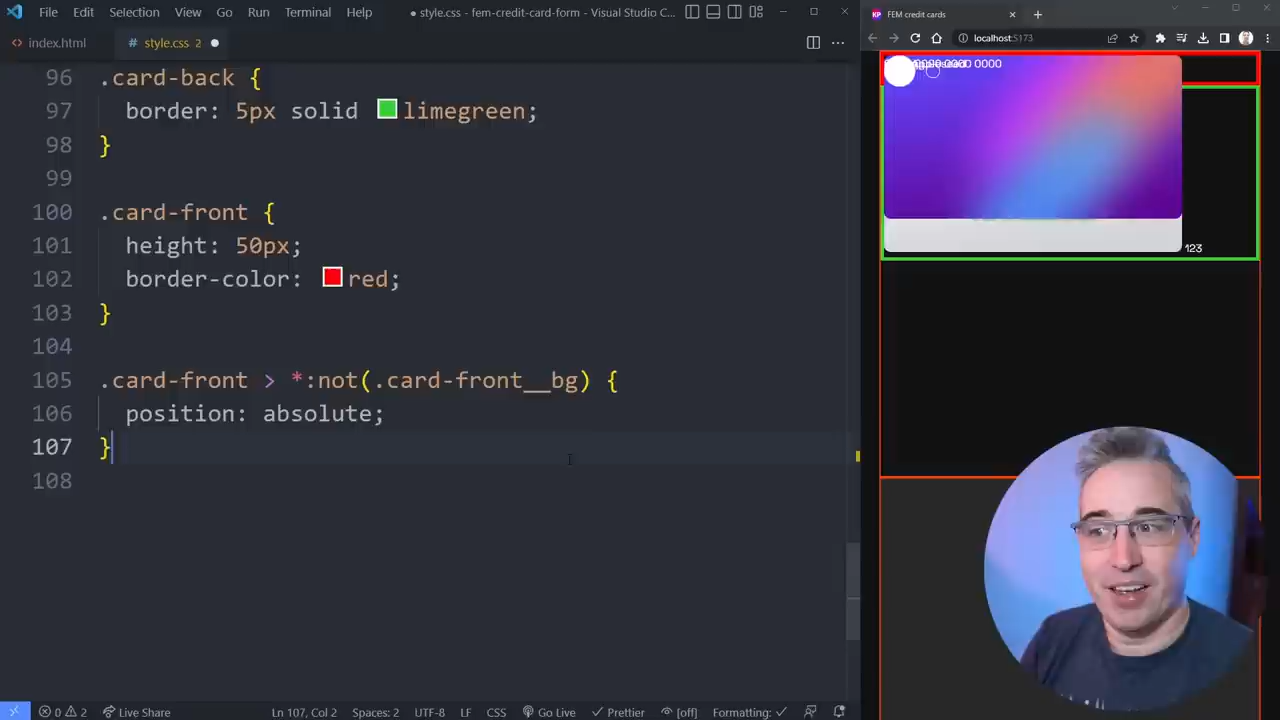 File Edit Selection View Go Run Terminal Help ● style.css - fem-credit-card-form - Visual Studio C...
FEM credit cards
index.html
style.css 2
localhost:5173
96 .card-back {
97 border: 5px solid limegreen;
98 }
99
100 .card-front {
101 height: 50px;
102 border-color: red;
103 }
104
105 .card-front > *:not(.card-front__bg) {
106 position: absolute;
107 }
108
0000 0000
123
0 2 Live Share Ln 107, Col 2 Spaces: 2 UTF-8 LF CSS Go Live Prettier [off] Formatting: